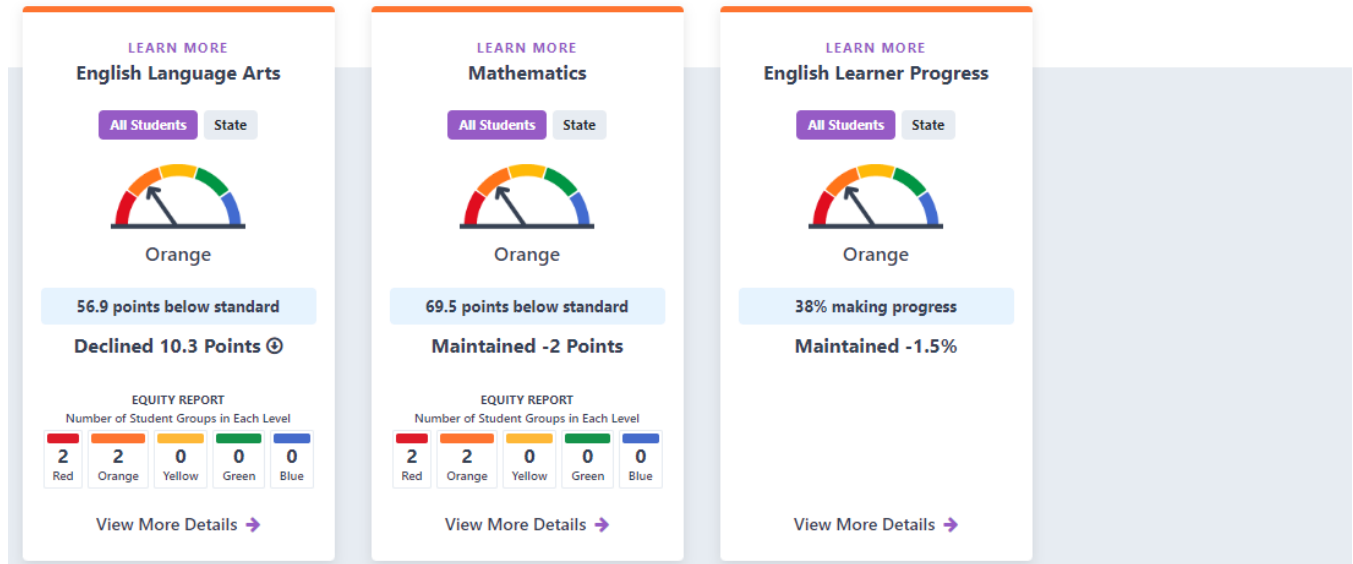 LEARN MORE
English Language Arts
All Students State
Orange
56.9 points below standard
Declined 10.3 Points
EQUITY REPORT
Number of Student Groups in Each Level
2 2 0 0 0
Red Orange Yellow Green Blue
View More Details
LEARN MORE
Mathematics
All Students State
Orange
69.5 points below standard
Maintained -2 Points
EQUITY REPORT
Number of Student Groups in Each Level
2 2 0 0 0
Red Orange Yellow Green Blue
View More Details
LEARN MORE
English Learner Progress
All Students State
Orange
38% making progress
Maintained -1.5%
View More Details